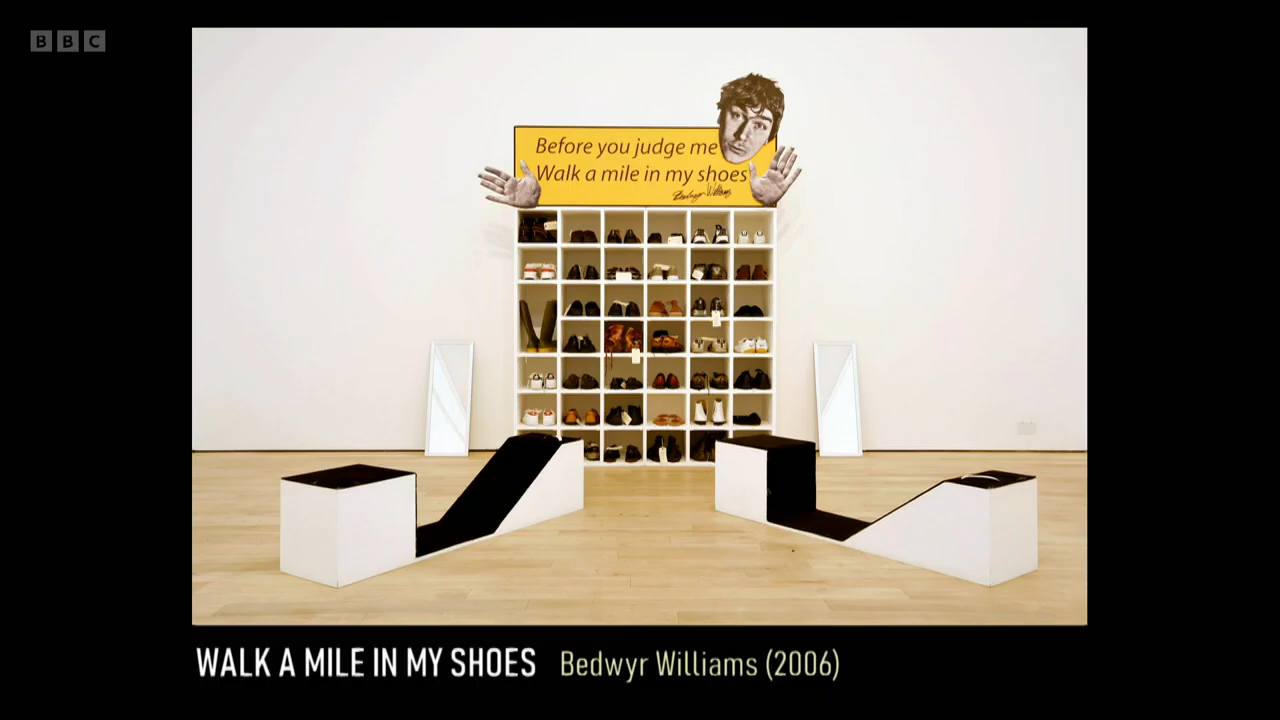 BBC
Before you judge me
Walk a mile in my shoes
Bedwyr Williams
WALK A MILE IN MY SHOES Bedwyr Williams (2006)